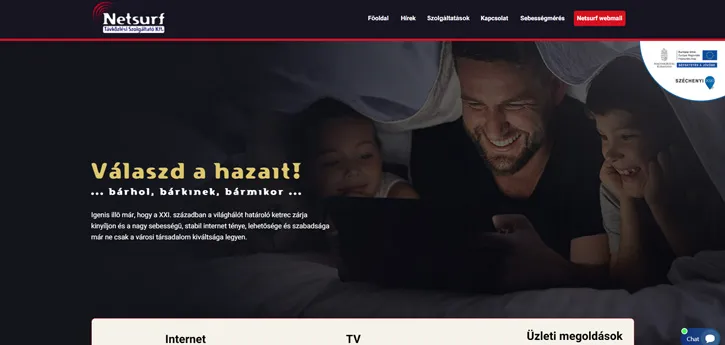 Netsurf
Távközlési Szolgáltató Kft.
Főoldal
Hírek
Szolgáltatások
Kapcsolat
Sebességmérés
Netsurf webmail
SZÉCHENYI
Válaszd a hazait!
... bárhol, bárkinek, bármikor ...
Igenis illő már, hogy a XXI. században a világhálót határoló ketrec zárja
kinyíljon és a nagy sebességű, stabil internet ténye, lehetősége és szabadsága
már ne csak a városi társadalom kiváltsága legyen.
Internet
TV
Üzleti megoldások
Chat